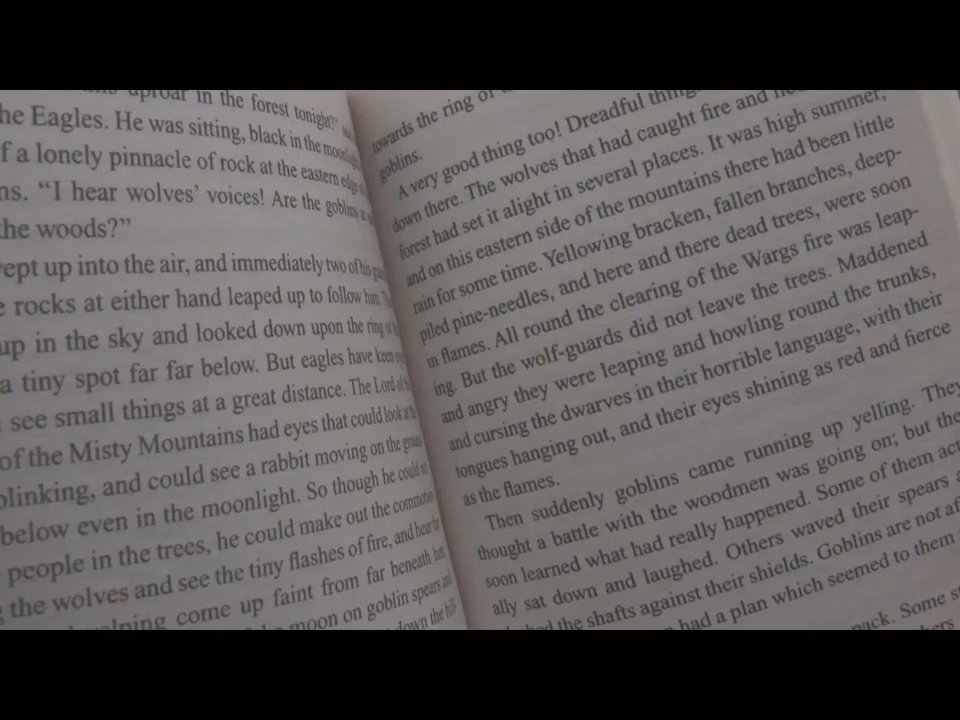 uproar in the forest tonight?"
he Eagles. He was sitting, black in the moonlight
f a lonely pinnacle of rock at the eastern edge of
ns. “I hear wolves’ voices! Are the goblins at
the woods?”
ept up into the air, and immediately two of his
e rocks at either hand leaped up to follow him.
up in the sky and looked down upon the ring of
a tiny spot far far below. But eagles have keen
see small things at a great distance. The Lord of the
of the Misty Mountains had eyes that could look at the
blinking, and could see a rabbit moving on the
below even in the moonlight. So though he could
people in the trees, he could make out the commotion
the wolves and see the tiny flashes of fire, and hear the
come up faint from far beneath him.
moon on goblin spears and
down the
towards the ring of
goblins.
A very good thing too! Dreadful things
down there. The wolves that had caught fire and
forest had set it alight in several places. It was high summer,
and on this eastern side of the mountains there had been little
rain for some time. Yellowing bracken, fallen branches, deep-
piled pine-needles, and here and there dead trees, were soon
in flames. All round the clearing of the Wargs fire was leap-
ing. But the wolf-guards did not leave the trees. Maddened
and angry they were leaping and howling round the trunks,
and cursing the dwarves in their horrible language, with their
tongues hanging out, and their eyes shining as red and fierce
as the flames.
Then suddenly goblins came running up yelling. They
thought a battle with the woodmen was going on; but the
soon learned what had really happened. Some of them act
ally sat down and laughed. Others waved their spears
the shafts against their shields. Goblins are not af
had a plan which seemed to them
pack. Some